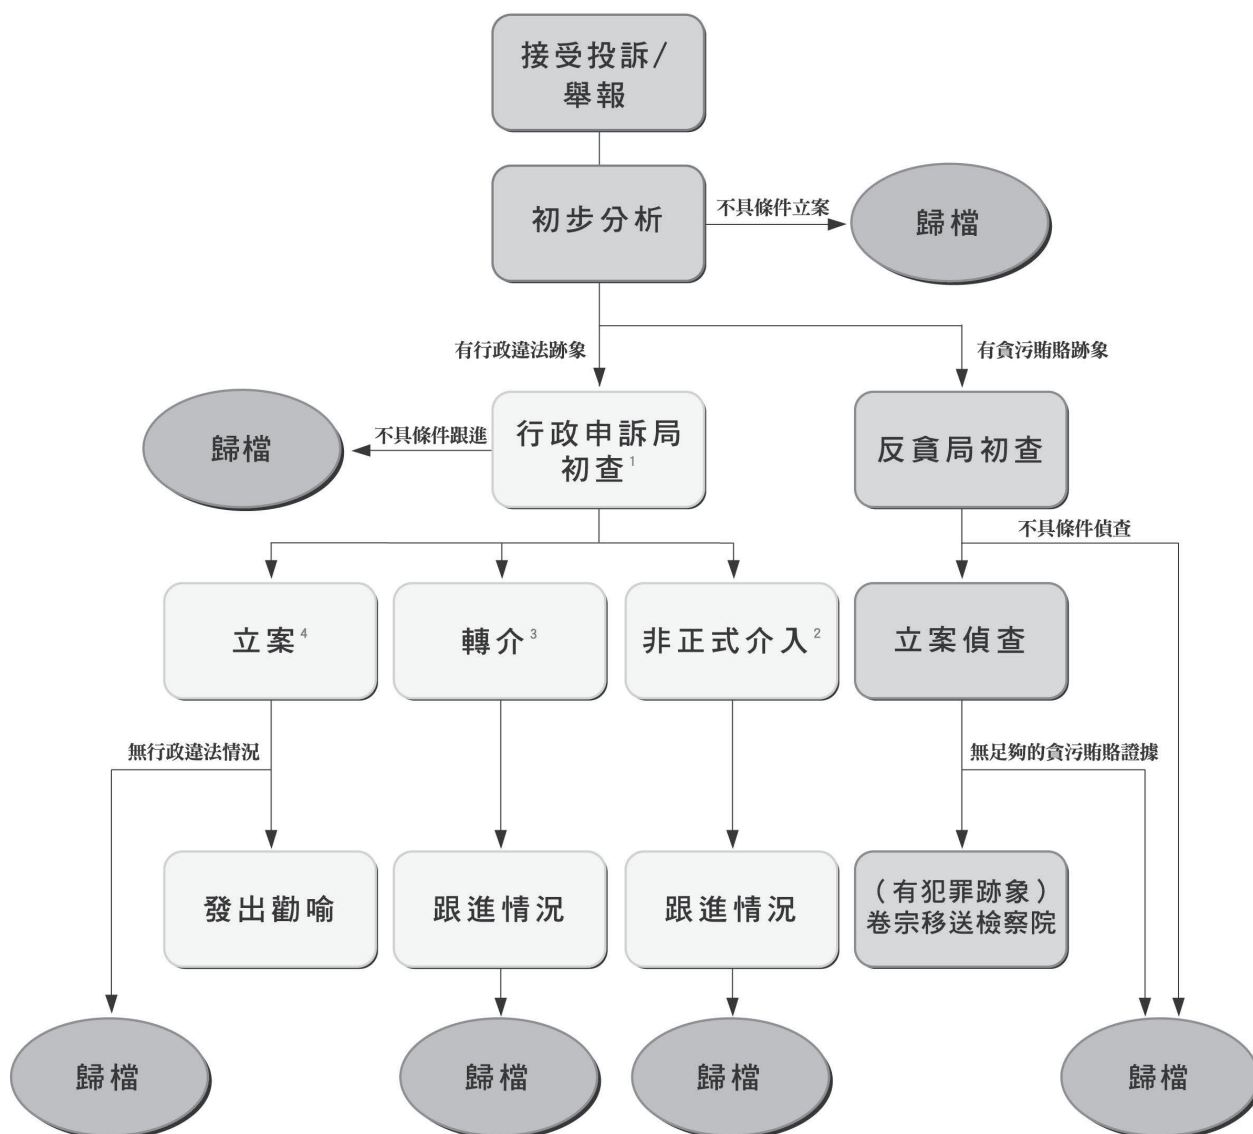 接受投訴/
舉報
初步分析
不具條件立案
歸檔
有行政違法跡象
有貪污賄賂跡象
歸檔
不具條件跟進
行政申訴局
初查1
反貪局初查
不具條件偵查
立案4
轉介3
非正式介入2
立案偵查
無行政違法情況
無足夠的貪污賄賂證據
發出勸喻
跟進情況
跟進情況
（有犯罪跡象）
卷宗移送檢察院
歸檔
歸檔
歸檔
歸檔